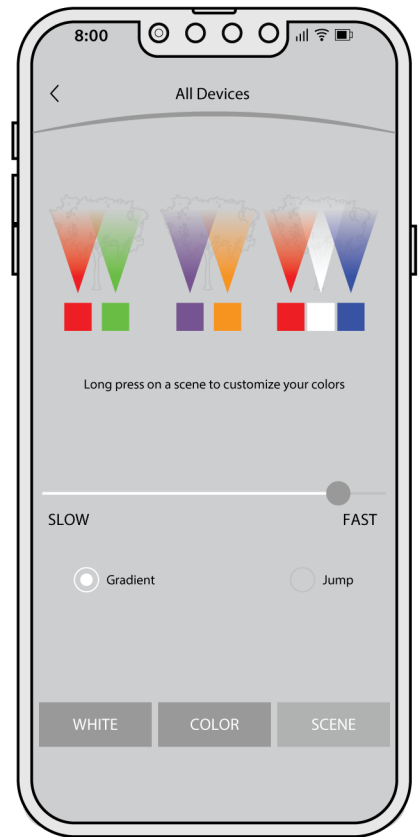 8:00
All Devices
Long press on a scene to customize your colors
SLOW FAST
Gradient Jump
WHITE COLOR SCENE